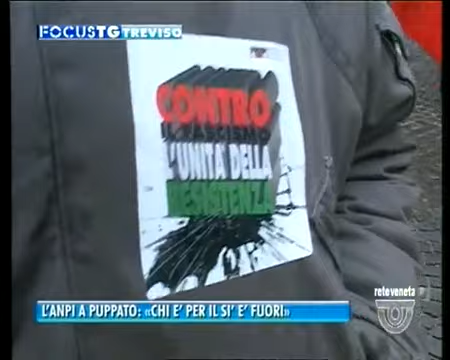 FOCUSTG TREVISO
CONTRO
IL FASCISMO
L'UNITÀ DELLA
RESISTENZA
L'ANPI A PUPPATO: «CHI E' PER IL SI' E' FUORI»
reteveneta